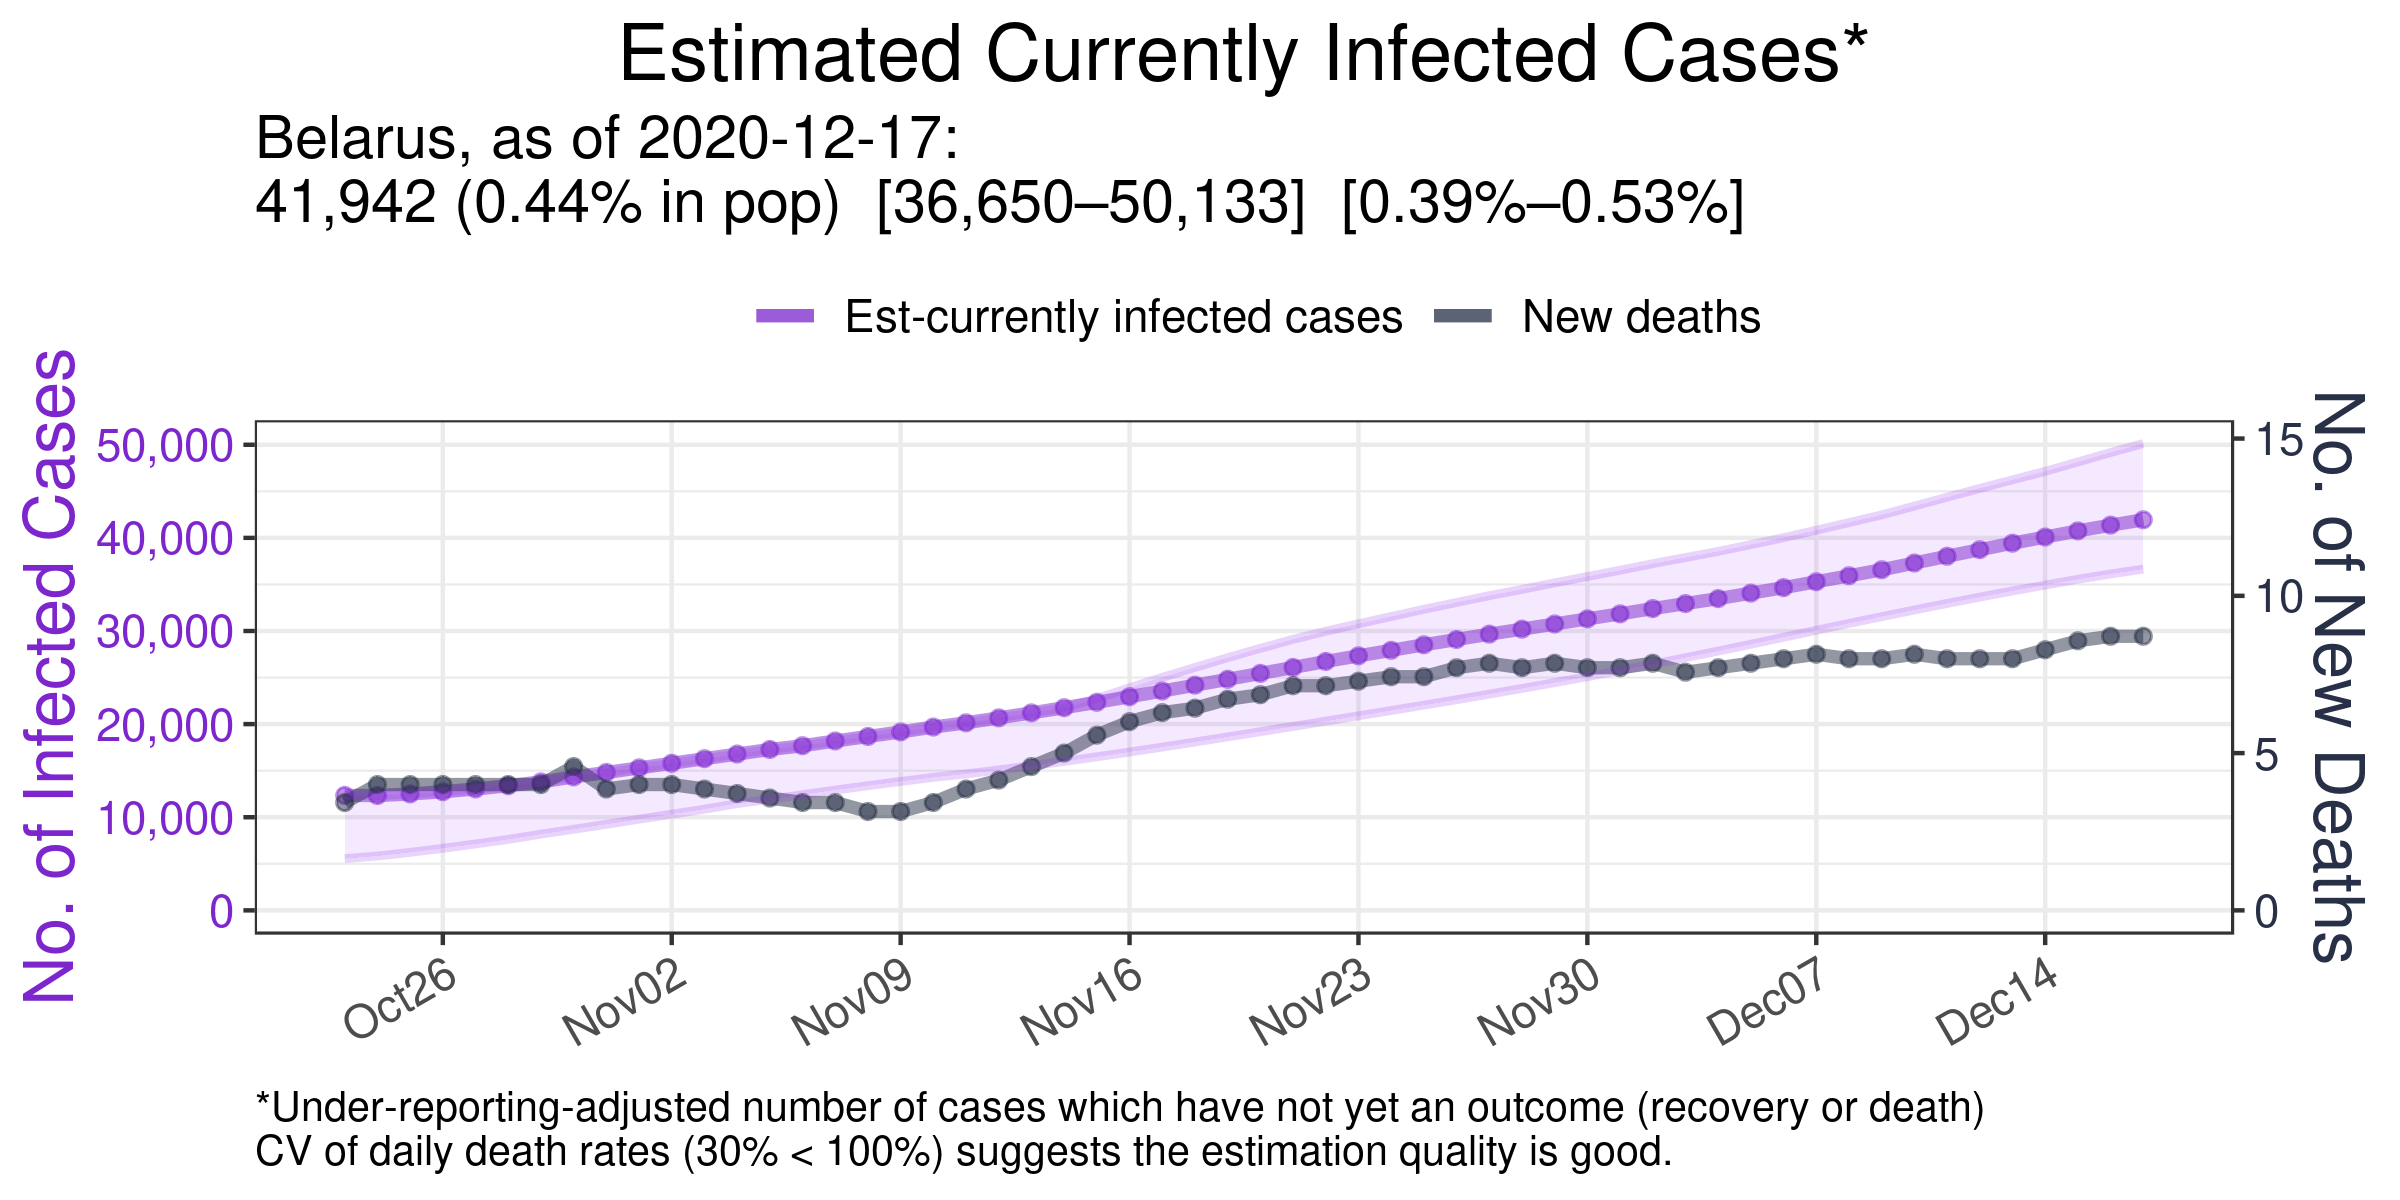 Estimated Currently Infected Cases*
Belarus, as of 2020-12-17:
41,942 (0.44% in pop)  [36,650–50,133]  [0.39%–0.53%]
Est-currently infected cases
New deaths
No. of Infected Cases
50,000
40,000
30,000
20,000
10,000
0
15
10
5
0
No. of New Deaths
Oct26
Nov02
Nov09
Nov16
Nov23
Nov30
Dec07
Dec14
*Under-reporting-adjusted number of cases which have not yet an outcome (recovery or death)
CV of daily death rates (30% < 100%) suggests the estimation quality is good.